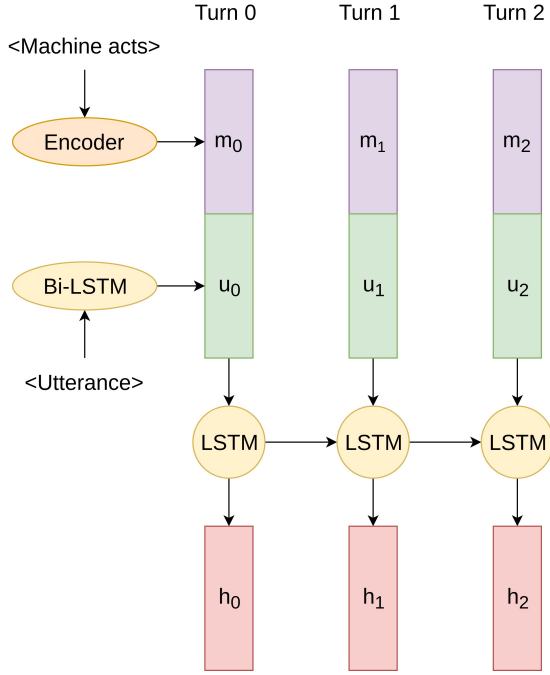 Turn 0 Turn 1 Turn 2
<Machine acts>
Encoder m0 m1 m2
Bi-LSTM u0 u1 u2
<Utterance>
LSTM LSTM LSTM
h0 h1 h2